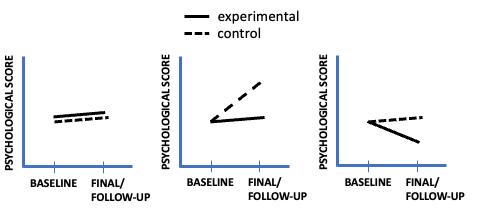 experimental
control
PSYCHOLOGICAL SCORE
BASELINE
FINAL/
FOLLOW-UP
PSYCHOLOGICAL SCORE
BASELINE
FINAL/
FOLLOW-UP
PSYCHOLOGICAL SCORE
BASELINE
FINAL/
FOLLOW-UP